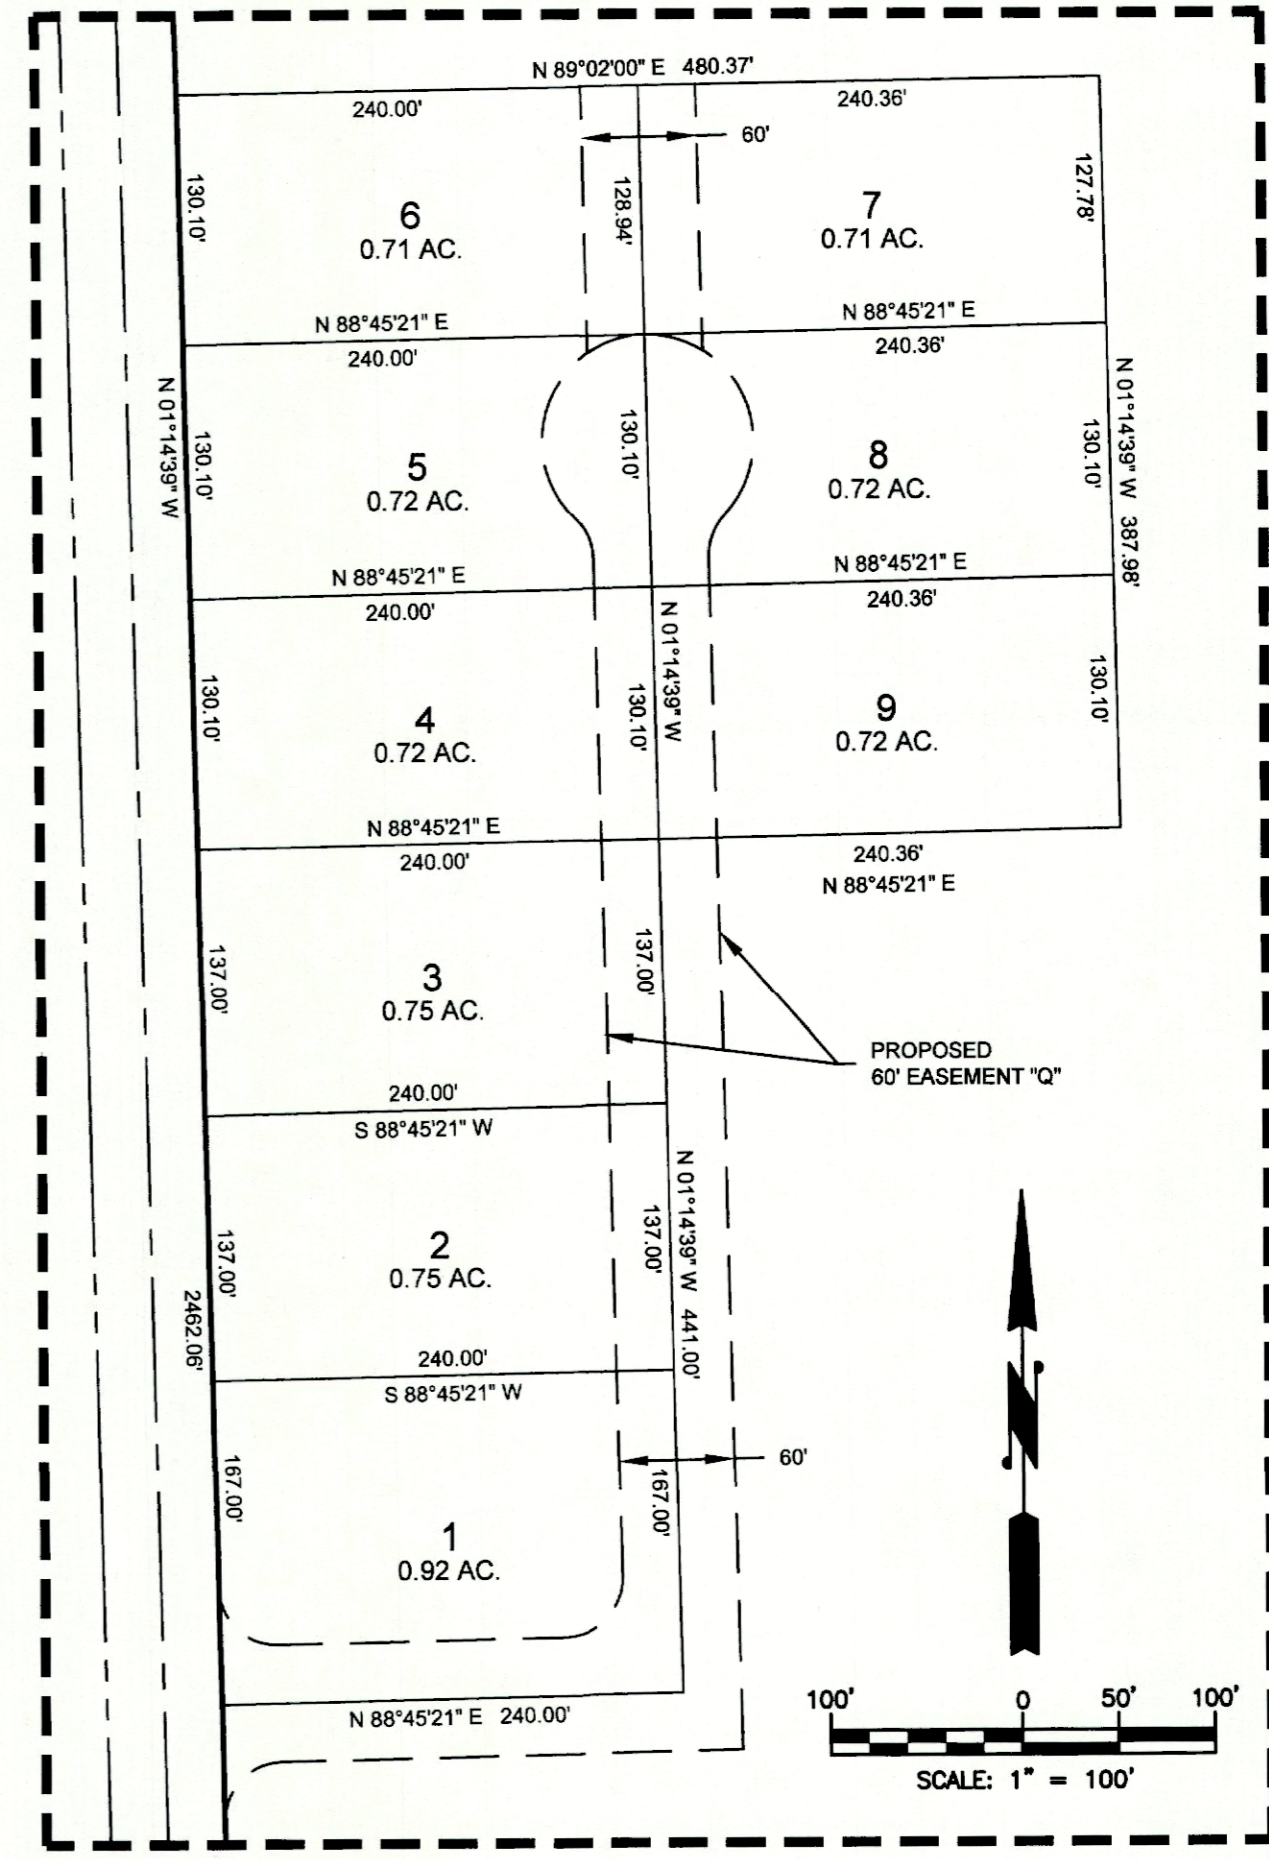 N 89°02'00" E 480.37'
240.00'
240.36'
60'
130.10'
128.94'
127.78'
6
0.71 AC.
7
0.71 AC.
N 88°45'21" E
N 88°45'21" E
240.00'
240.36'
N 01°14'39" W
130.10'
130.10'
130.10'
N 01°14'39" W 387.98'
5
0.72 AC.
8
0.72 AC.
N 88°45'21" E
N 88°45'21" E
240.00'
240.36'
N 01°14'39" W
130.10'
130.10'
130.10'
4
0.72 AC.
9
0.72 AC.
N 88°45'21" E
240.00'
240.36'
N 88°45'21" E
137.00'
137.00'
3
0.75 AC.
PROPOSED
60' EASEMENT "Q"
240.00'
S 88°45'21" W
N 01°14'39" W 441.00'
137.00'
137.00'
2462.06'
2
0.75 AC.
240.00'
S 88°45'21" W
60'
167.00'
167.00'
1
0.92 AC.
N 88°45'21" E 240.00'
N
100' 0 50' 100'
SCALE: 1" = 100'